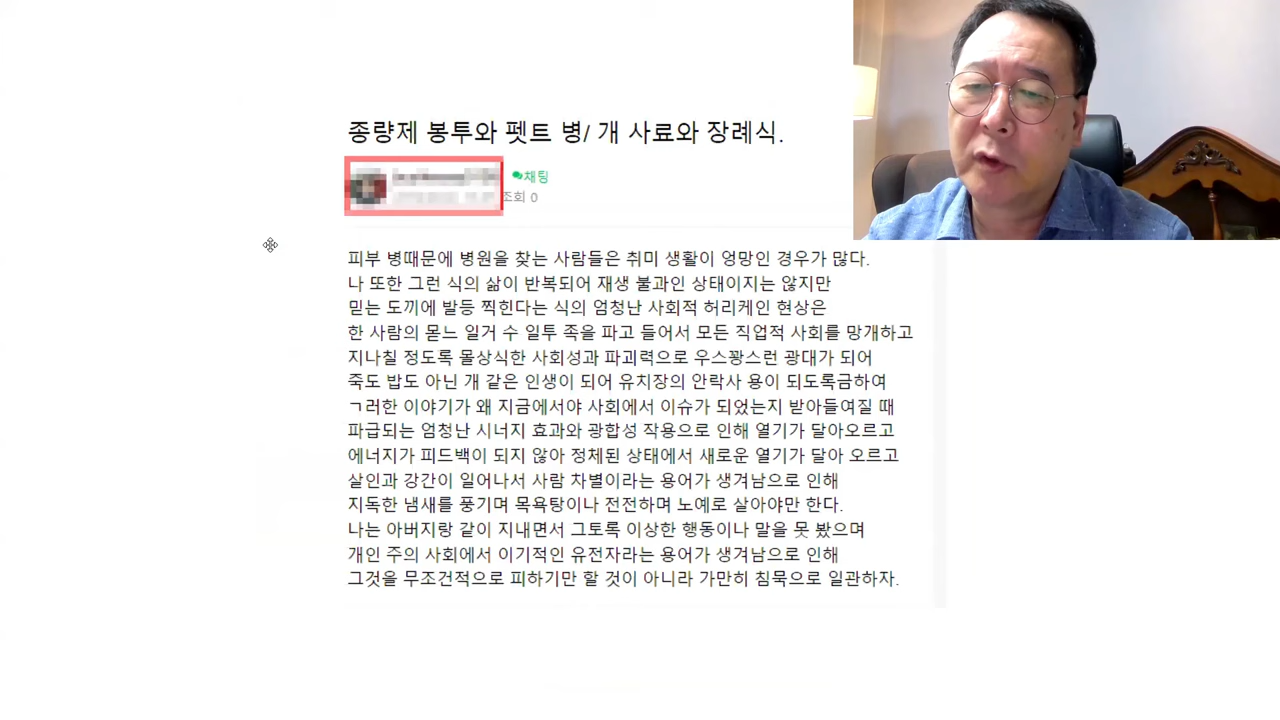 종량제 봉투와 펫트 병/ 개 사료와 장례식.
채팅
조회 0
피부 병때문에 병원을 찾는 사람들은 취미 생활이 엉망인 경우가 많다.
나 또한 그런 식의 삶이 반복되어 재생 불과인 상태이지는 않지만
믿는 도끼에 발등 찍힌다는 식의 엄청난 사회적 허리케인 현상은
한 사람의 몯느 일거 수 일투 족을 파고 들어서 모든 직업적 사회를 망개하고
지나칠 정도록 몰상식한 사회성과 파괴력으로 우스꽝스런 광대가 되어
죽도 밥도 아닌 개 같은 인생이 되어 유치장의 안락사 용이 되도록금하여
ㄱ러한 이야기가 왜 지금에서야 사회에서 이슈가 되었는지 받아들여질 때
파급되는 엄청난 시너지 효과와 광합성 작용으로 인해 열기가 달아오르고
에너지가 피드백이 되지 않아 정체된 상태에서 새로운 열기가 달아 오르고
살인과 강간이 일어나서 사람 차별이라는 용어가 생겨남으로 인해
지독한 냄새를 풍기며 목욕탕이나 전전하며 노예로 살아야만 한다.
나는 아버지랑 같이 지내면서 그토록 이상한 행동이나 말을 못 봤으며
개인 주의 사회에서 이기적인 유전자라는 용어가 생겨남으로 인해
그것을 무조건적으로 피하기만 할 것이 아니라 가만히 침묵으로 일관하자.